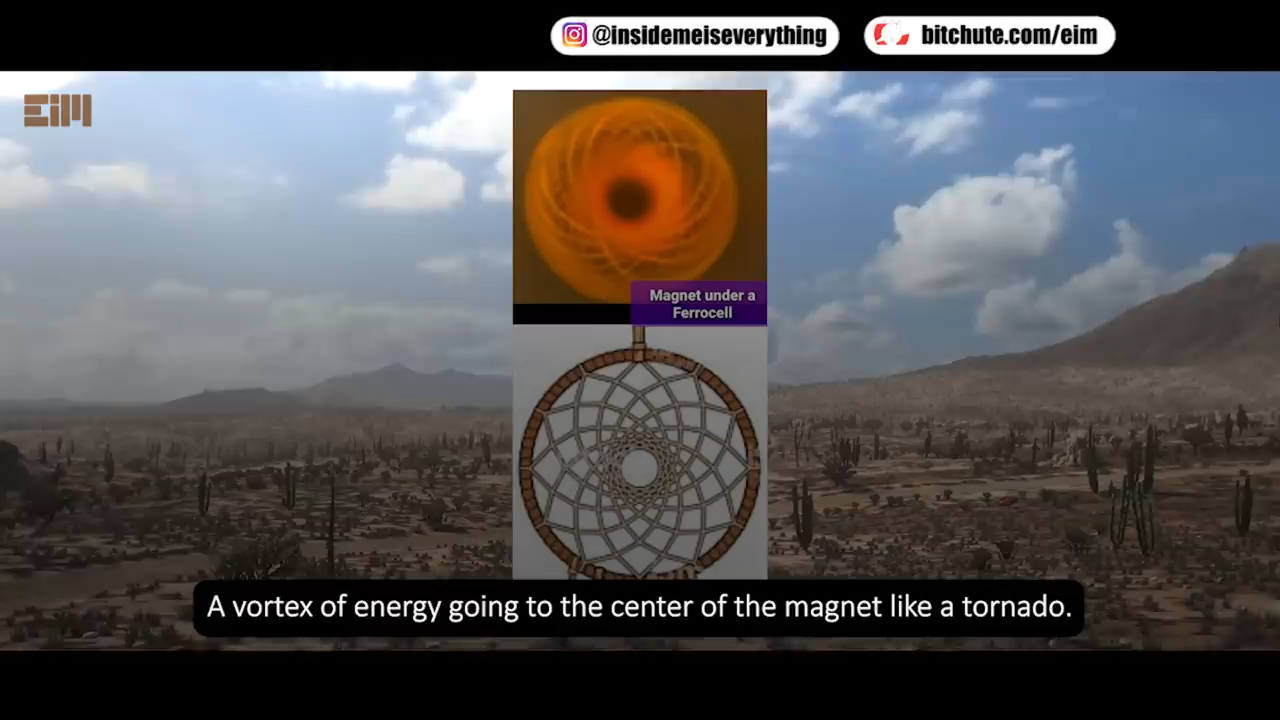 @insidemeiseverything
bitchute.com/eim
EiM
Magnet under a
Ferrocell
A vortex of energy going to the center of the magnet like a tornado.